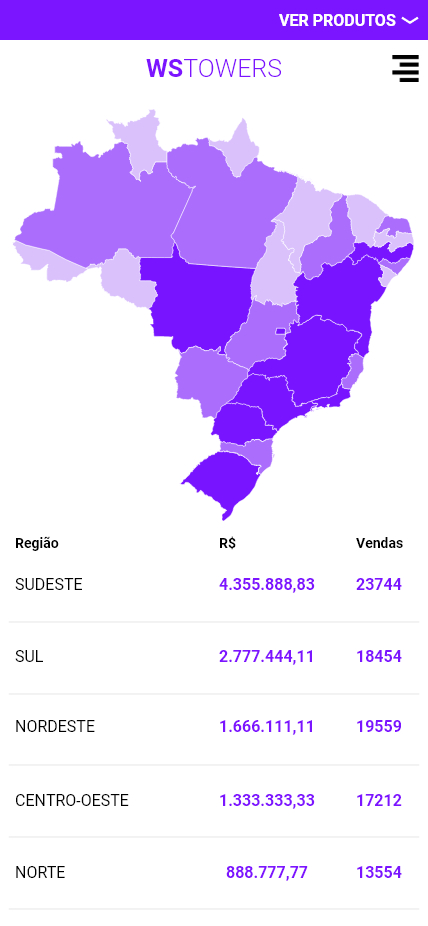 VER PRODUTOS
WSTOWERS
Região R$ Vendas
SUDESTE 4.355.888,83 23744
SUL 2.777.444,11 18454
NORDESTE 1.666.111,11 19559
CENTRO-OESTE 1.333.333,33 17212
NORTE 888.777,77 13554